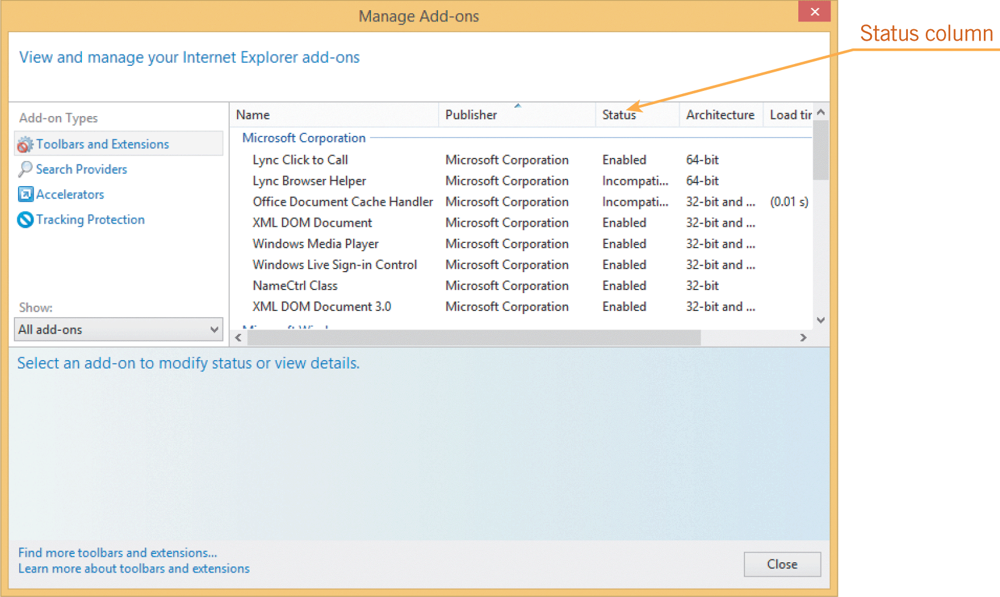 Manage Add-ons
Status column
View and manage your Internet Explorer add-ons
Add-on Types
Toolbars and Extensions
Search Providers
Accelerators
Tracking Protection
Show:
All add-ons
Name Publisher Status Architecture Load tir
Microsoft Corporation
Lync Click to Call Microsoft Corporation Enabled 64-bit
Lync Browser Helper Microsoft Corporation Incompati... 64-bit
Office Document Cache Handler Microsoft Corporation Incompati... 32-bit and ... (0.01 s)
XML DOM Document Microsoft Corporation Enabled 32-bit and ...
Windows Media Player Microsoft Corporation Enabled 32-bit and ...
Windows Live Sign-in Control Microsoft Corporation Enabled 32-bit and ...
NameCtrl Class Microsoft Corporation Enabled 32-bit
XML DOM Document 3.0 Microsoft Corporation Enabled 32-bit and ...
Select an add-on to modify status or view details.
Find more toolbars and extensions...
Learn more about toolbars and extensions
Close